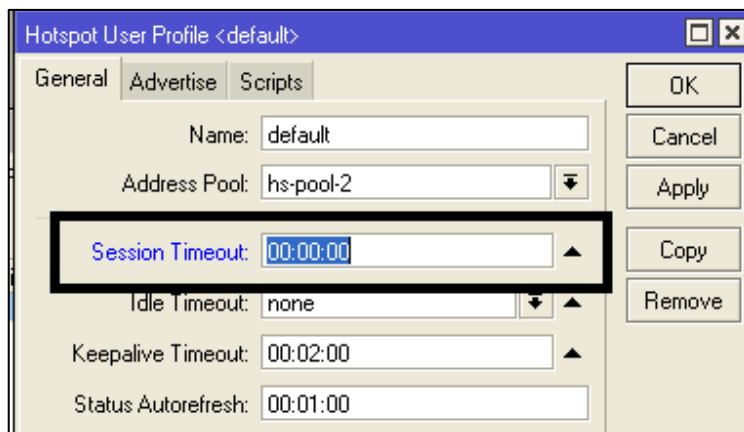 Hotspot User Profile <default>
General Advertise Scripts
OK
Name: default
Cancel
Address Pool: hs-pool-2
Apply
Session Timeout: 00:00:00
Copy
Idle Timeout: none
Remove
Keepalive Timeout: 00:02:00
Status Autorefresh: 00:01:00